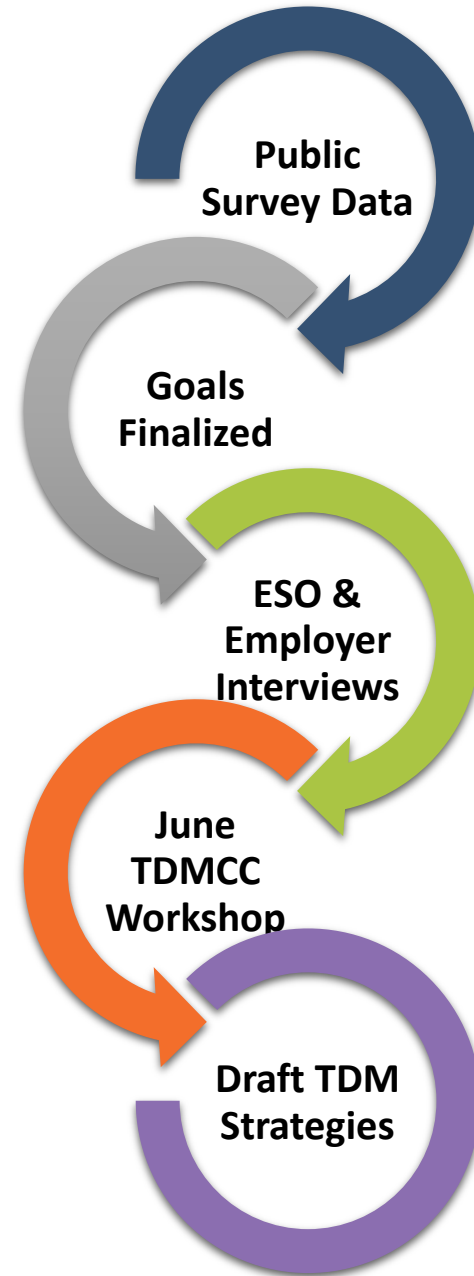 Public
Survey Data
Goals
Finalized
ESO &
Employer
Interviews
June
TDMCC
Workshop
Draft TDM
Strategies